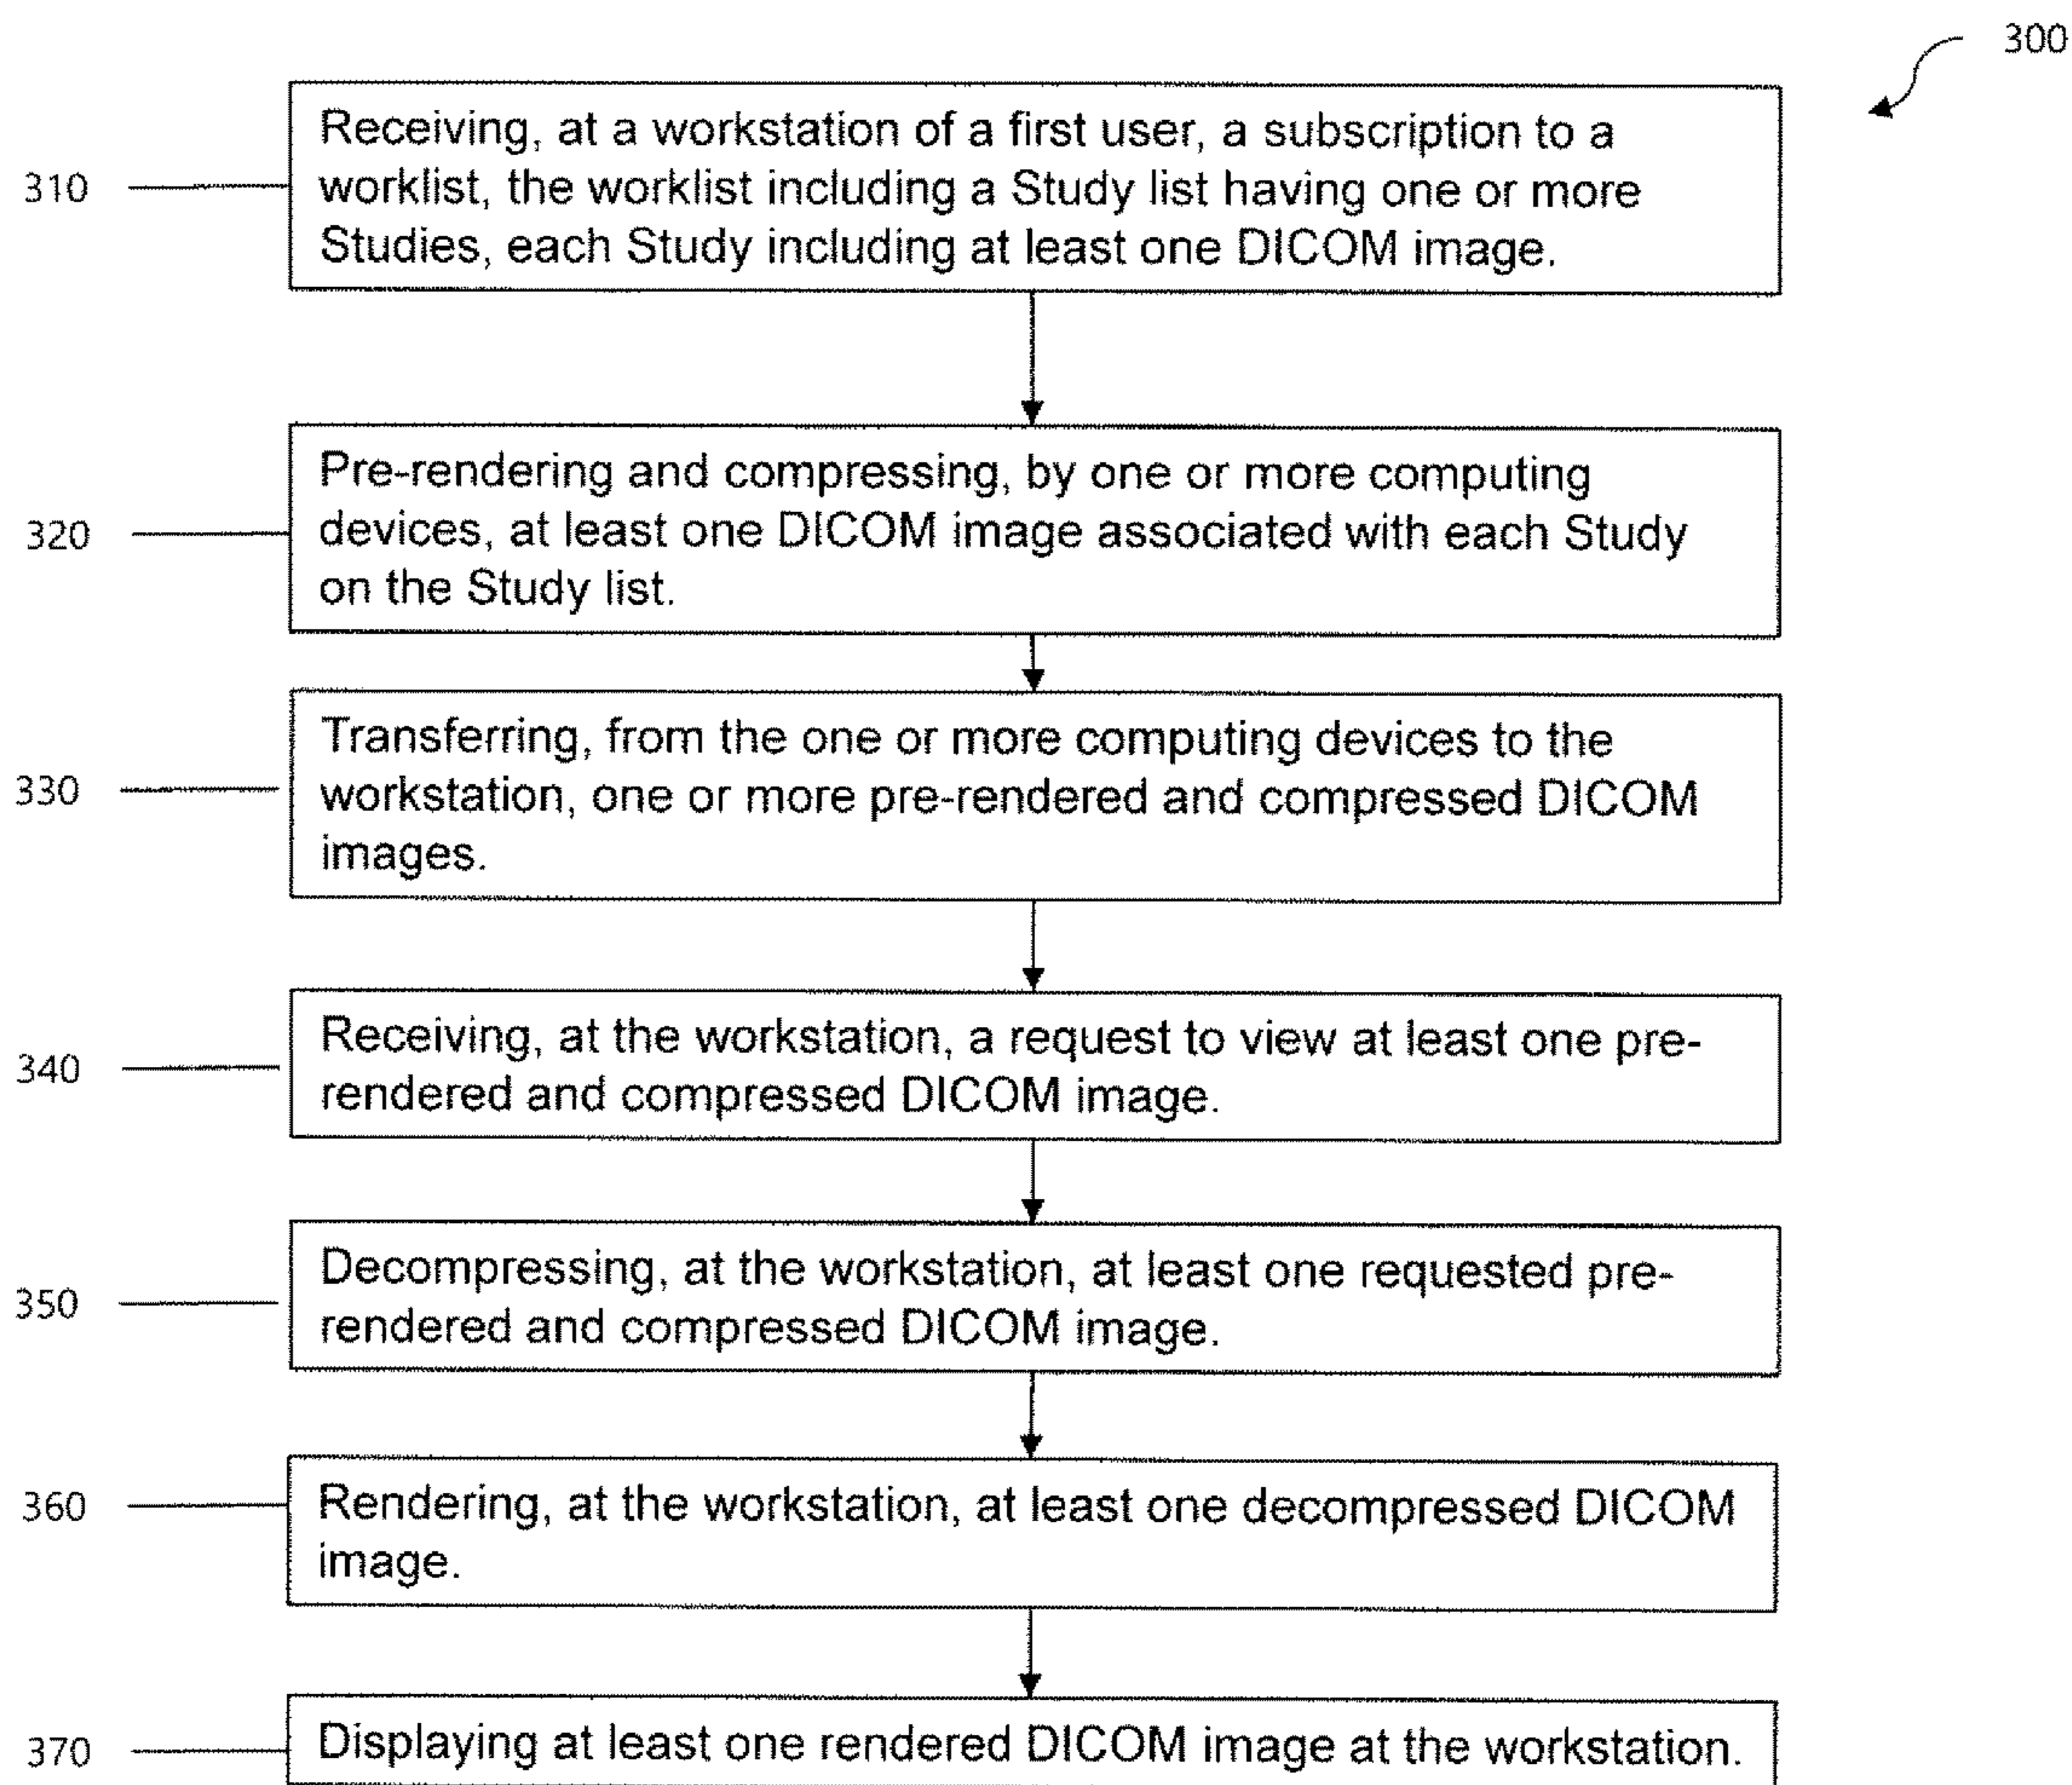 300
310
Receiving, at a workstation of a first user, a subscription to a
worklist, the worklist including a Study list having one or more
Studies, each Study including at least one DICOM image.
320
Pre-rendering and compressing, by one or more computing
devices, at least one DICOM image associated with each Study
on the Study list.
330
Transferring, from the one or more computing devices to the
workstation, one or more pre-rendered and compressed DICOM
images.
340
Receiving, at the workstation, a request to view at least one pre-
rendered and compressed DICOM image.
350
Decompressing, at the workstation, at least one requested pre-
rendered and compressed DICOM image.
360
Rendering, at the workstation, at least one decompressed DICOM
image.
370
Displaying at least one rendered DICOM image at the workstation.